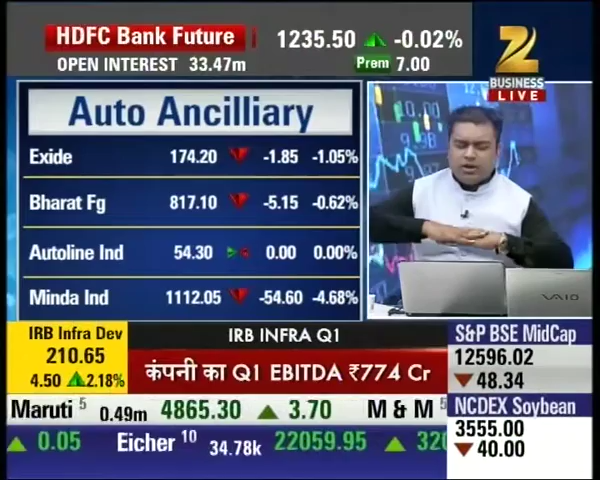 HDFC Bank Future
1235.50 -0.02%
OPEN INTEREST 33.47m
Prem 7.00
Z
BUSINESS
LIVE
Auto Ancilliary
Exide 174.20 -1.85 -1.05%
Bharat Fg 817.10 -5.15 -0.62%
Autoline Ind 54.30 0.00 0.00%
Minda Ind 1112.05 -54.60 -4.68%
10.00
VAIO
IRB Infra Dev
210.65
4.50 2.18%
IRB INFRA Q1
कंपनी का Q1 EBITDA ₹774 Cr
S&P BSE MidCap
12596.02
48.34
NCDEX Soybean
3555.00
40.00
Maruti 5 0.49m 4865.30 3.70 M & M 5
0.05 Eicher 10 34.78k 22059.95 320